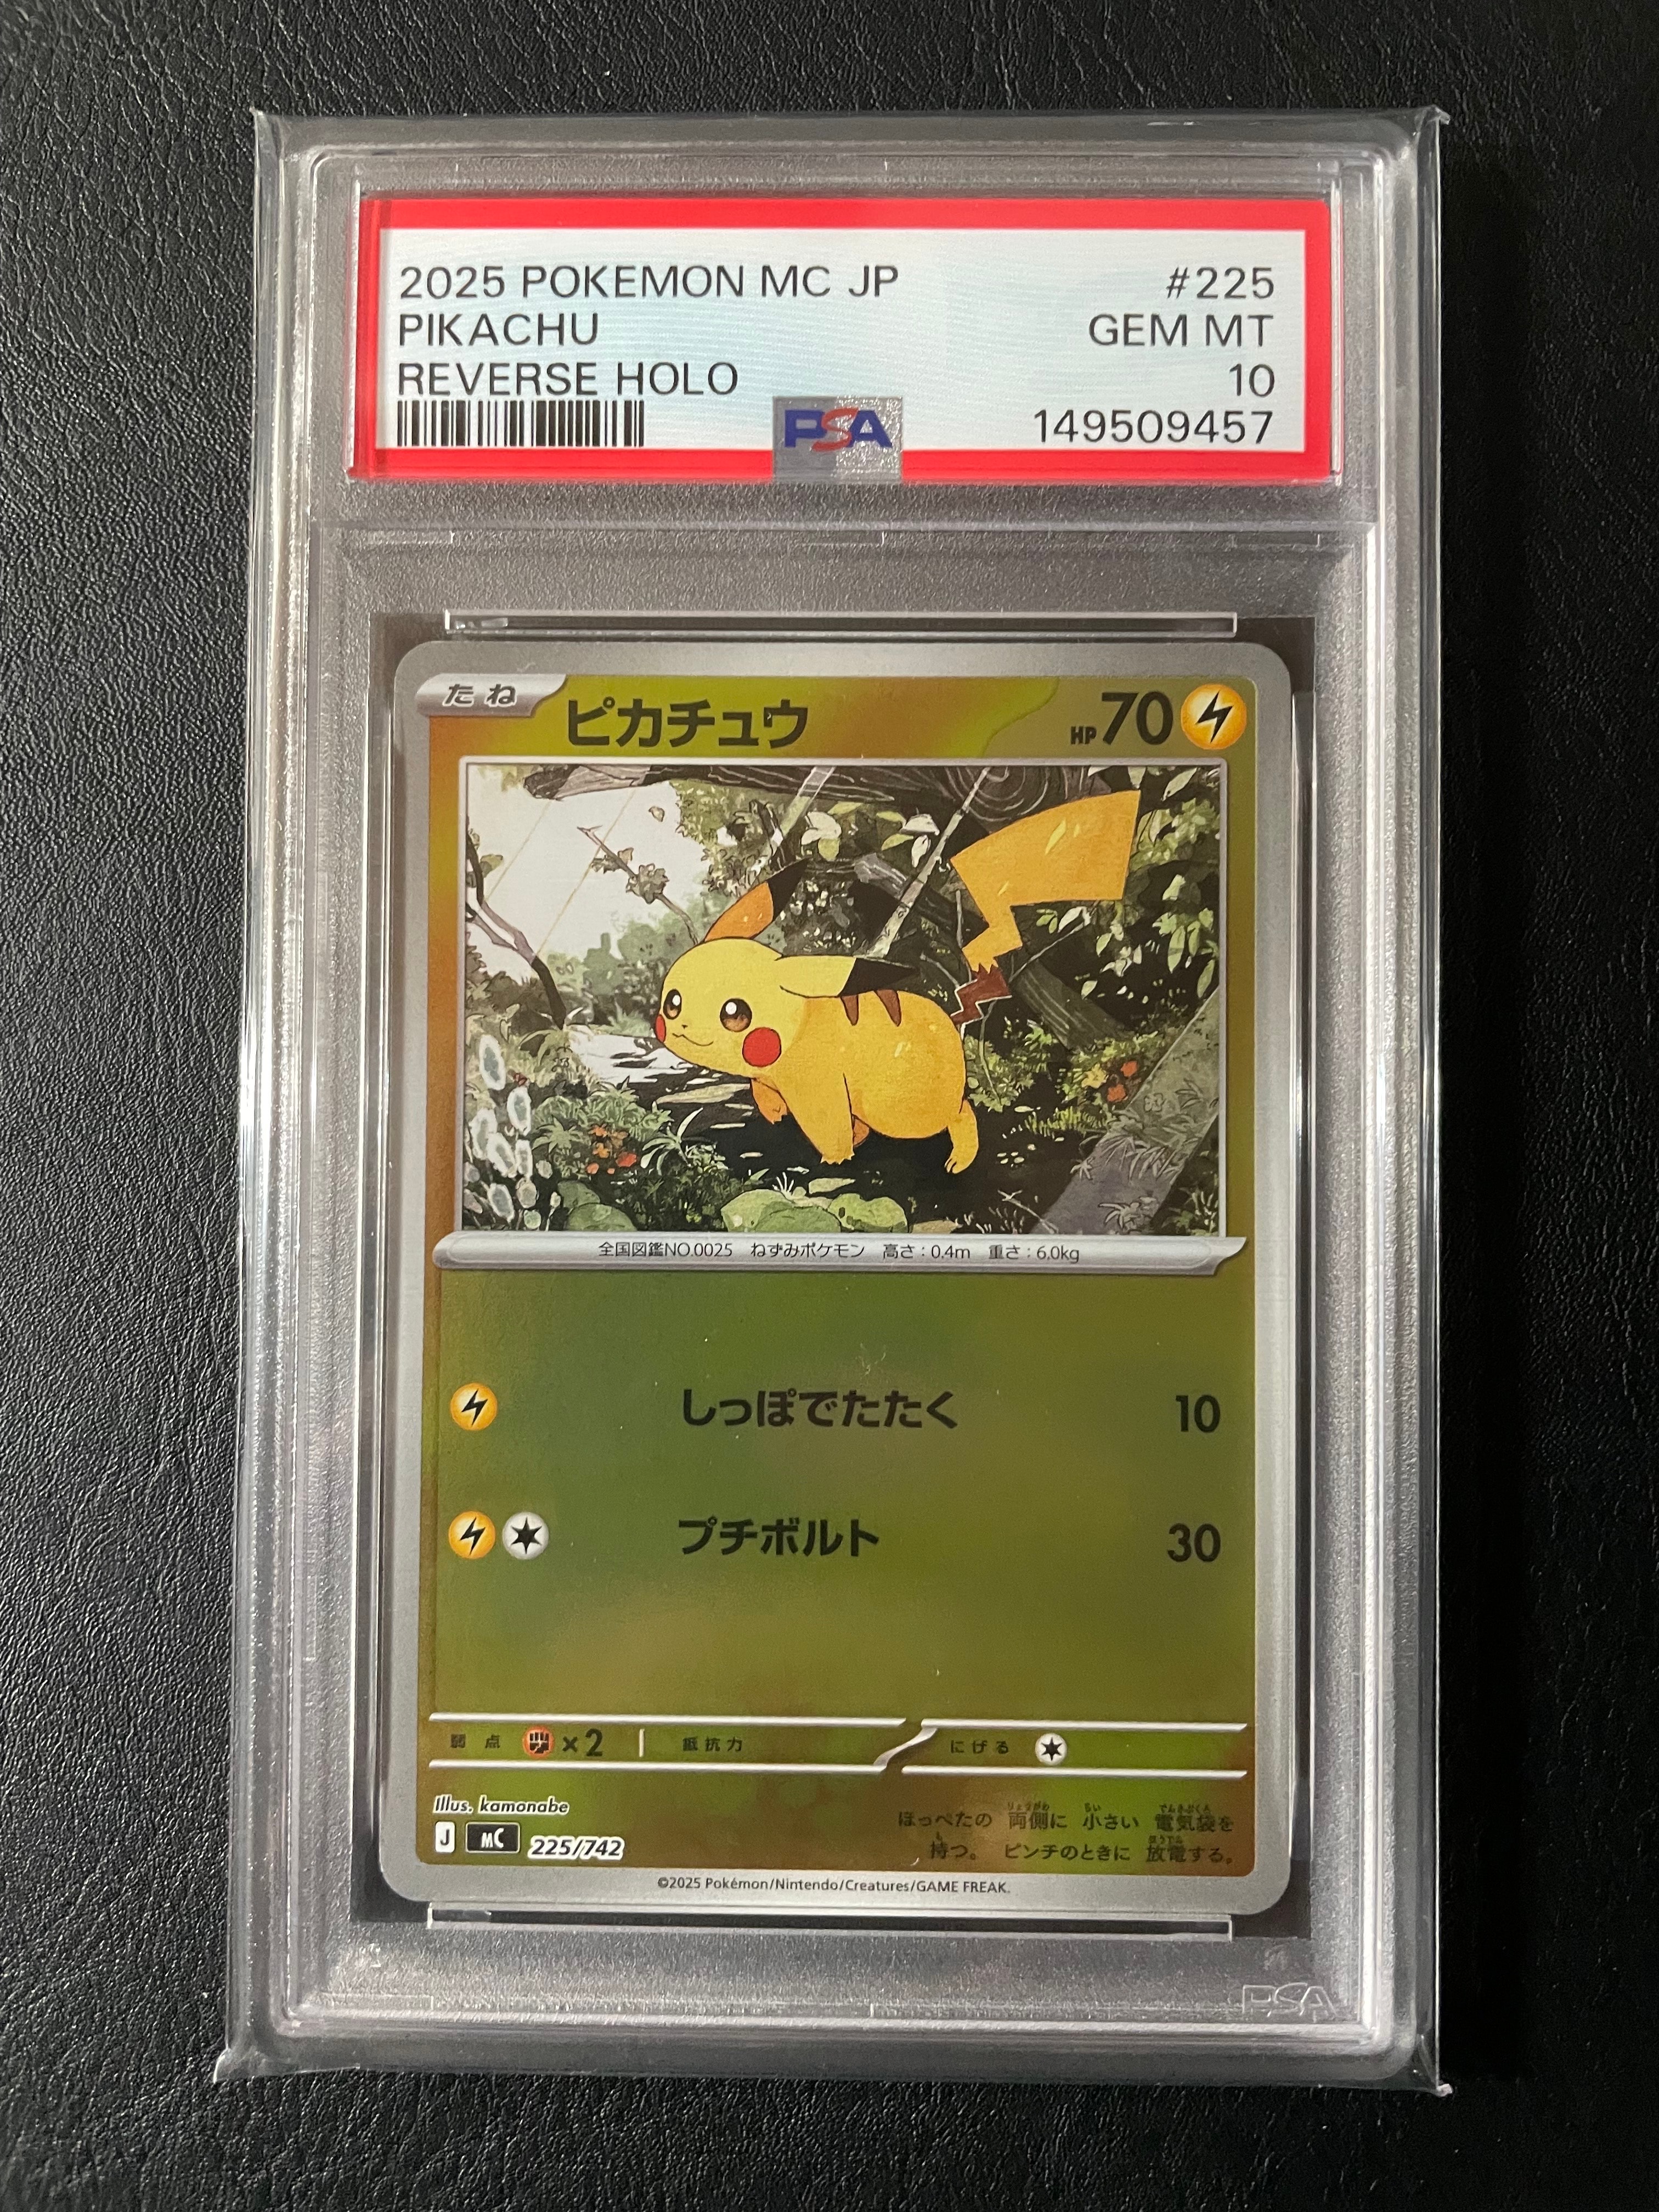 2025 POKEMON MC JP #225
PIKACHU GEM MT
REVERSE HOLO 10
PSA 149509457
たね ピカチュウ HP70
全国図鑑NO.0025 ねずみポケモン 高さ:0.4m 重さ:6.0kg
しっぽでたたく 10
プチボルト 30
弱点 ×2 抵抗力 にげる
Illus. kamonabe
ほっぺたの 両側に 小さい 電気袋を
J MC 225/742
持つ。 ピンチのときに 放電する。
©2025 Pokémon/Nintendo/Creatures/GAME FREAK.
PSA